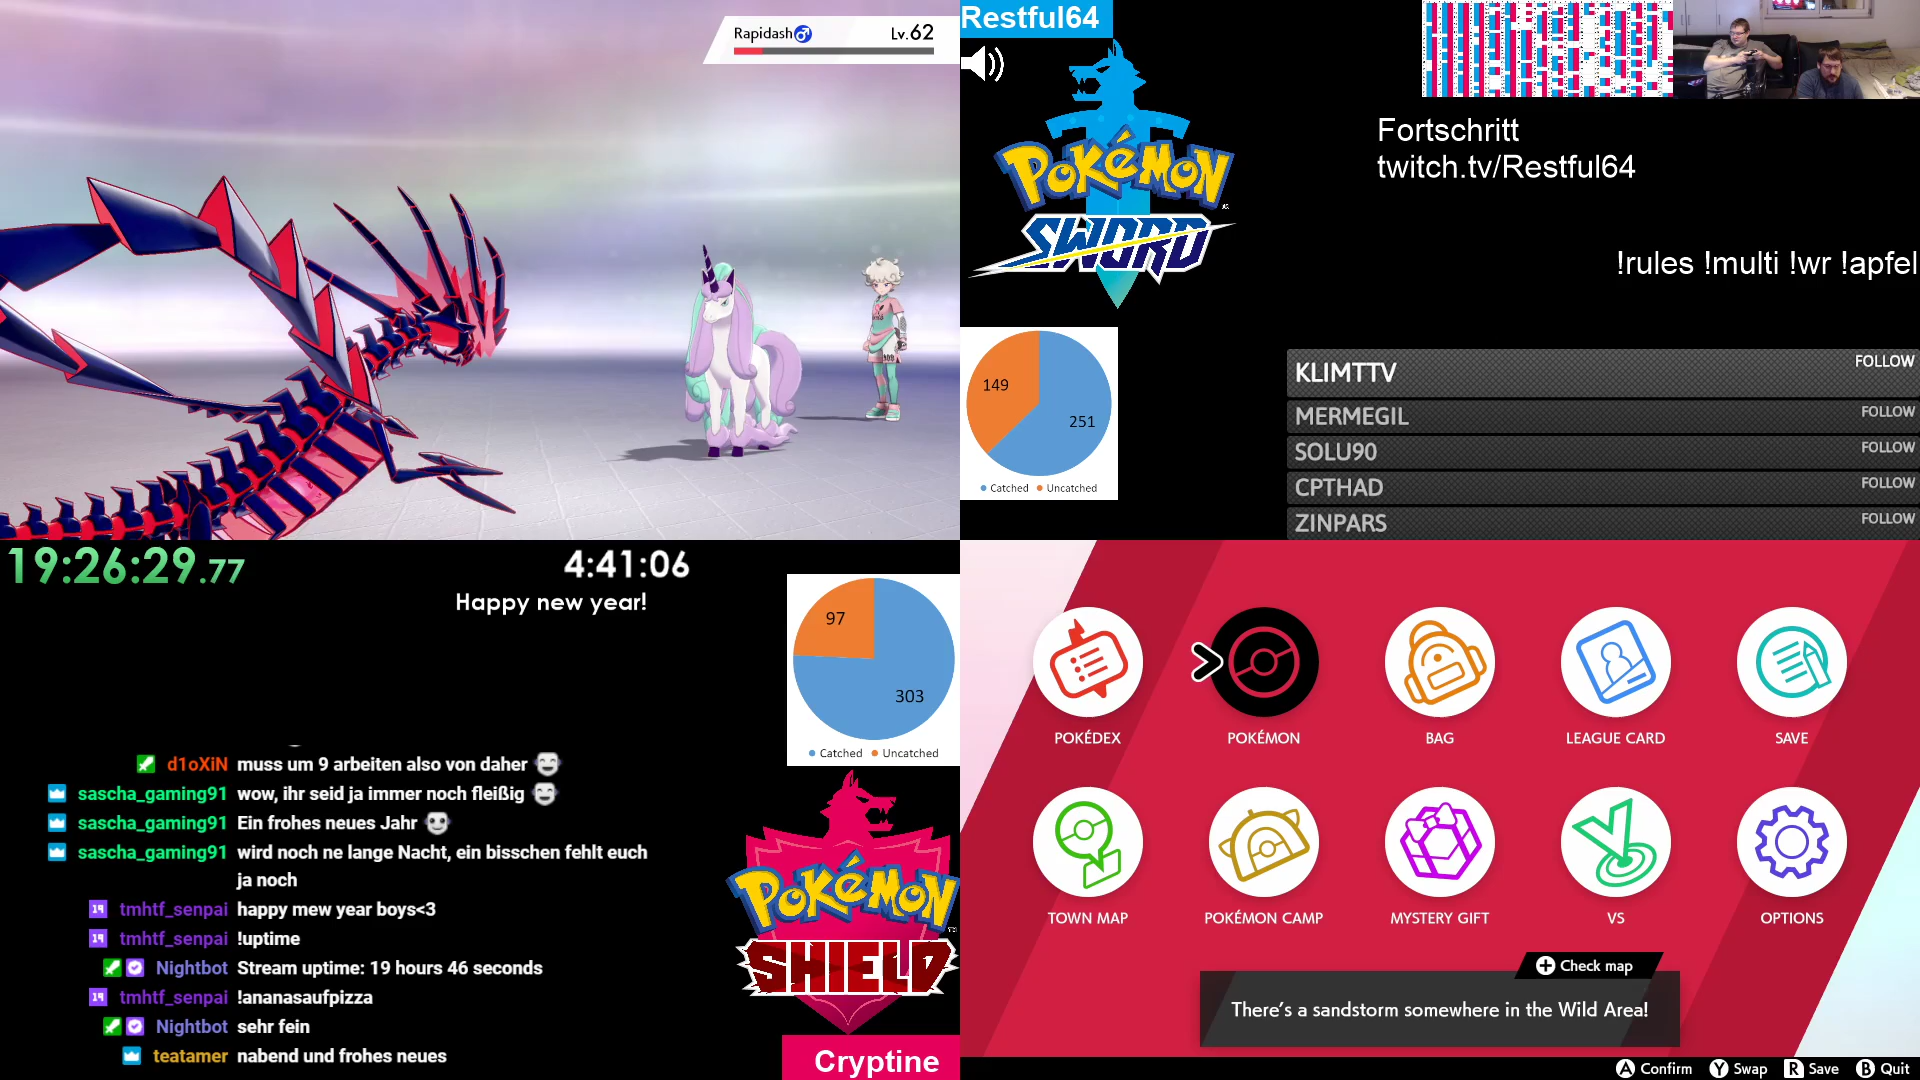 Rapidash Lv.62
Restful64
POKÉMON
SWORD
Fortschritt
twitch.tv/Restful64
!rules !multi !wr !apfel
149
251
Catched Uncatched
KLIMTTV FOLLOW
MERMEGIL FOLLOW
SOLU90 FOLLOW
CPTHAD FOLLOW
ZINPARS FOLLOW
19:26:29.77
4:41:06
Happy new year!
97
303
Catched Uncatched
d1oXiN muss um 9 arbeiten also von daher
sascha_gaming91 wow, ihr seid ja immer noch fleißig
sascha_gaming91 Ein frohes neues Jahr
sascha_gaming91 wird noch ne lange Nacht, ein bisschen fehlt euch
ja noch
19 tmhtf_senpai happy mew year boys<3
19 tmhtf_senpai !uptime
Nightbot Stream uptime: 19 hours 46 seconds
19 tmhtf_senpai !ananasaufpizza
Nightbot sehr fein
teatamer nabend und frohes neues
POKÉMON
SHIELD
Cryptine
POKÉDEX
POKÉMON
BAG
LEAGUE CARD
SAVE
TOWN MAP
POKÉMON CAMP
MYSTERY GIFT
VS
OPTIONS
+ Check map
There's a sandstorm somewhere in the Wild Area!
A Confirm Y Swap R Save B Quit